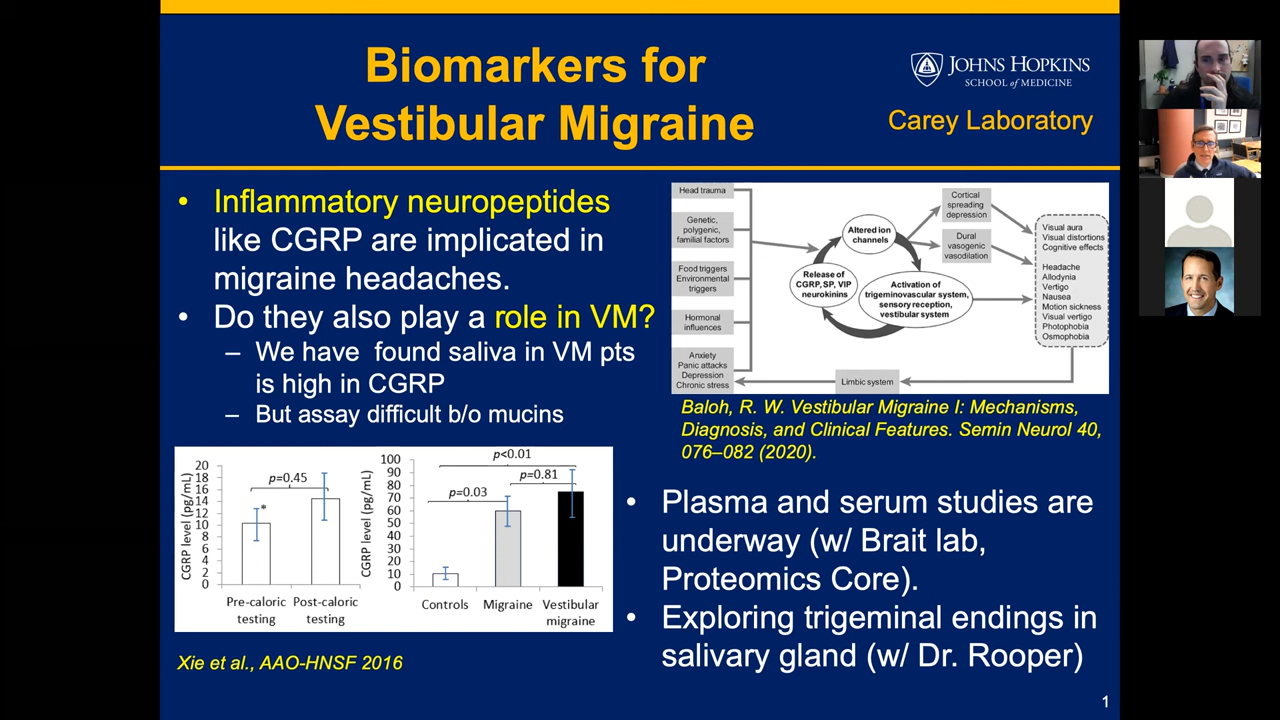 Biomarkers for
Vestibular Migraine
JOHNS HOPKINS
SCHOOL of MEDICINE
Carey Laboratory
• Inflammatory neuropeptides
like CGRP are implicated in
migraine headaches.
• Do they also play a role in VM?
– We have found saliva in VM pts
is high in CGRP
– But assay difficult b/o mucins
CGRP level (pg/mL)
20
18
16
14
12
10
8
6
4
2
0
p=0.45
*
Pre-caloric
testing
Post-caloric
testing
CGRP level (pg/mL)
100
90
80
70
60
50
40
30
20
10
0
p<0.01
p=0.81
p=0.03
Controls
Migraine
Vestibular
migraine
Xie et al., AAO-HNSF 2016
Head trauma
Genetic,
polygenic,
familial factors
Food triggers
Environmental
triggers
Hormonal
influences
Anxiety
Panic attacks
Depression
Chronic stress
Altered ion
channels
Release of
CGRP, SP, VIP
neurokinins
Activation of
trigeminovascular system,
sensory reception,
vestibular system
Cortical
spreading
depression
Dural
vasogenic
vasodilation
Visual aura
Visual distortions
Cognitive effects
Headache
Allodynia
Vertigo
Nausea
Motion sickness
Visual vertigo
Photophobia
Osmophobia
Limbic system
Baloh, R. W. Vestibular Migraine I: Mechanisms,
Diagnosis, and Clinical Features. Semin Neurol 40,
076–082 (2020).
• Plasma and serum studies are
underway (w/ Brait lab,
Proteomics Core).
• Exploring trigeminal endings in
salivary gland (w/ Dr. Rooper)
1